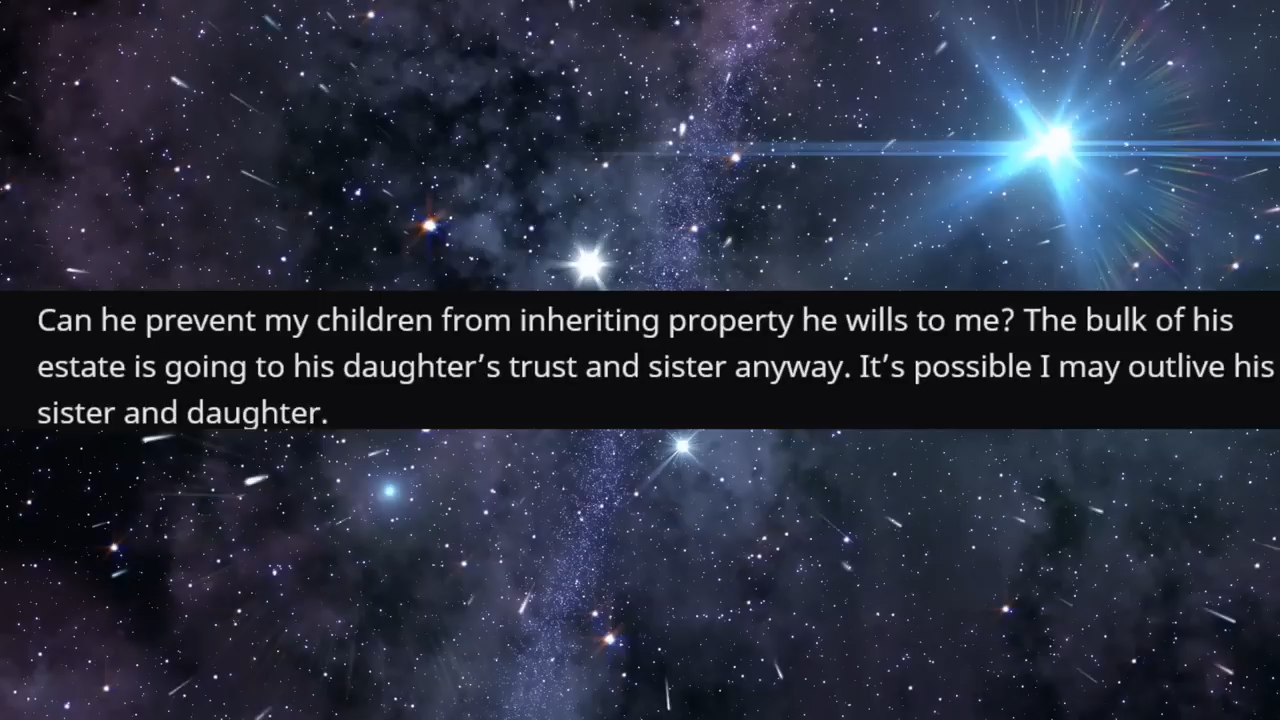 Can he prevent my children from inheriting property he wills to me? The bulk of his
estate is going to his daughter’s trust and sister anyway. It’s possible I may outlive his
sister and daughter.